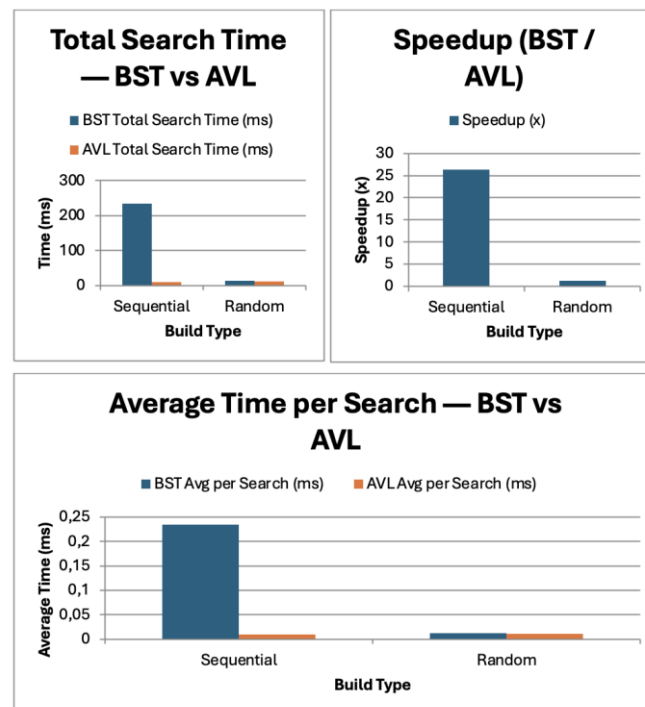 Total Search Time
— BST vs AVL
BST Total Search Time (ms)
AVL Total Search Time (ms)
300
200
100
0
Time (ms)
Sequential
Random
Build Type
Speedup (BST /
AVL)
Speedup (x)
30
25
20
15
10
5
0
Speedup (x)
Sequential
Random
Build Type
Average Time per Search — BST vs
AVL
BST Avg per Search (ms)
AVL Avg per Search (ms)
0,25
0,2
0,15
0,1
0,05
0
Average Time (ms)
Sequential
Random
Build Type